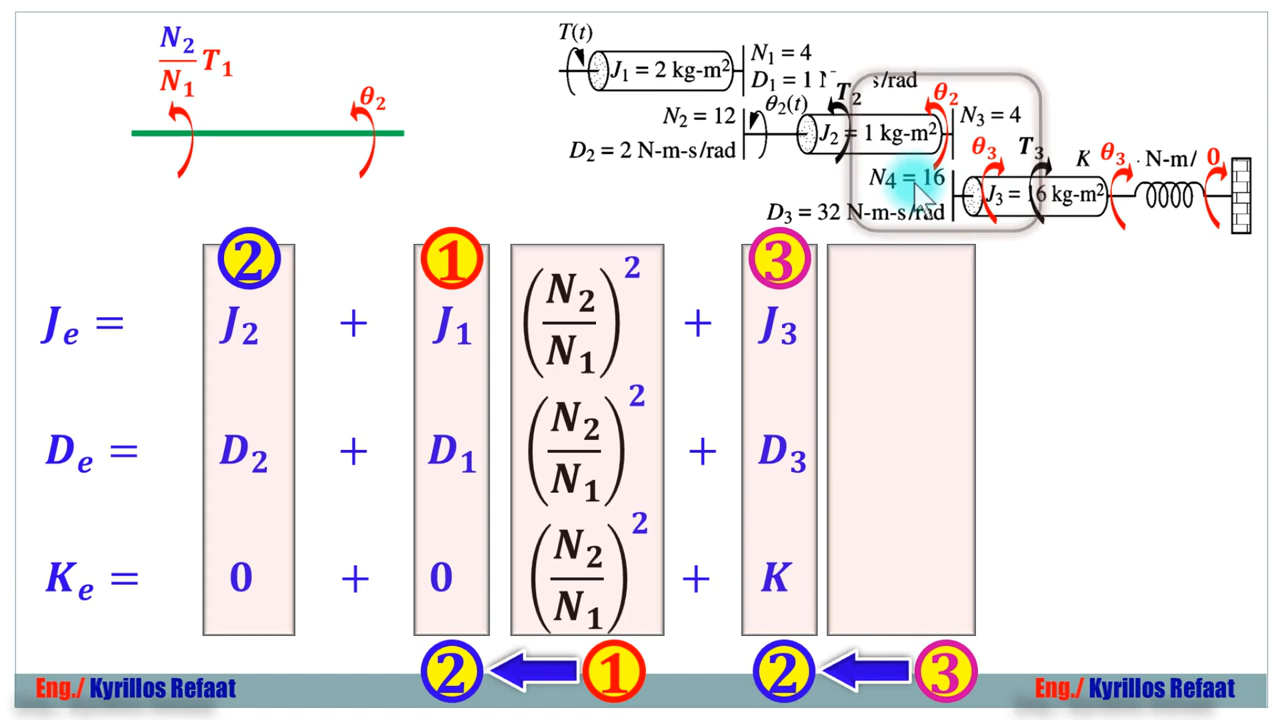 N₂/N₁ T₁
θ₂
T(t)
J₁ = 2 kg-m²
N₁ = 4
D₁ = 1 s/rad
N₂ = 12
θ₂(t)
T₂
J₂ = 1 kg-m²
θ₂
N₃ = 4
D₂ = 2 N-m-s/rad
N₄ = 16
θ₃
T₃
K
θ₃
N-m/
0
D₃ = 32 N-m-s/rad
J₃ = 16 kg-m²
② ① ③
Jₑ = J₂ + J₁ (N₂/N₁)² + J₃
Dₑ = D₂ + D₁ (N₂/N₁)² + D₃
Kₑ = 0 + 0 (N₂/N₁)² + K
② ① ② ③
Eng./ Kyrillos Refaat
Eng./ Kyrillos Refaat